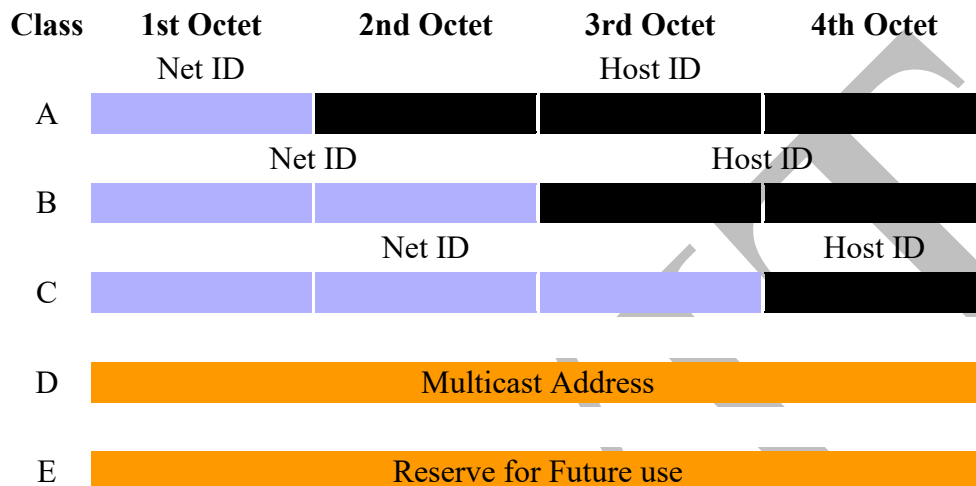 Class 1st Octet 2nd Octet 3rd Octet 4th Octet
Net ID Host ID
A
Net ID Host ID
B
Net ID Host ID
C
D Multicast Address
E Reserve for Future use